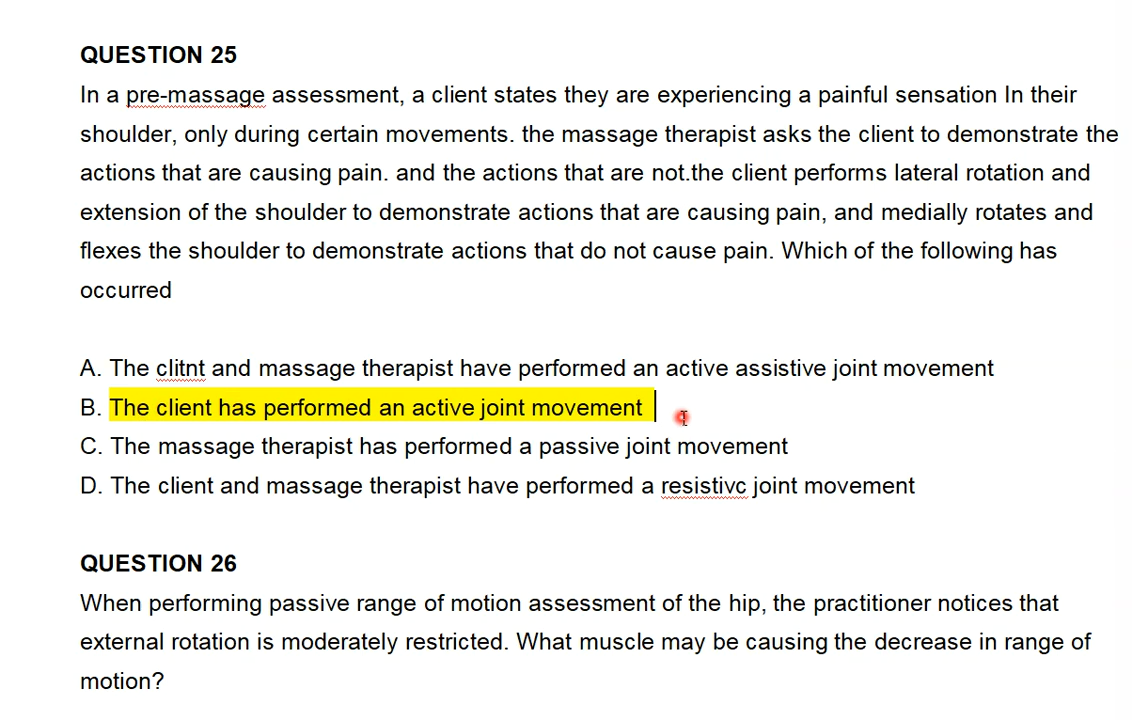 QUESTION 25
In a pre-massage assessment, a client states they are experiencing a painful sensation In their
shoulder, only during certain movements. the massage therapist asks the client to demonstrate the
actions that are causing pain. and the actions that are not.the client performs lateral rotation and
extension of the shoulder to demonstrate actions that are causing pain, and medially rotates and
flexes the shoulder to demonstrate actions that do not cause pain. Which of the following has
occurred
A. The clitnt and massage therapist have performed an active assistive joint movement
B. The client has performed an active joint movement
C. The massage therapist has performed a passive joint movement
D. The client and massage therapist have performed a resistivc joint movement
QUESTION 26
When performing passive range of motion assessment of the hip, the practitioner notices that
external rotation is moderately restricted. What muscle may be causing the decrease in range of
motion?